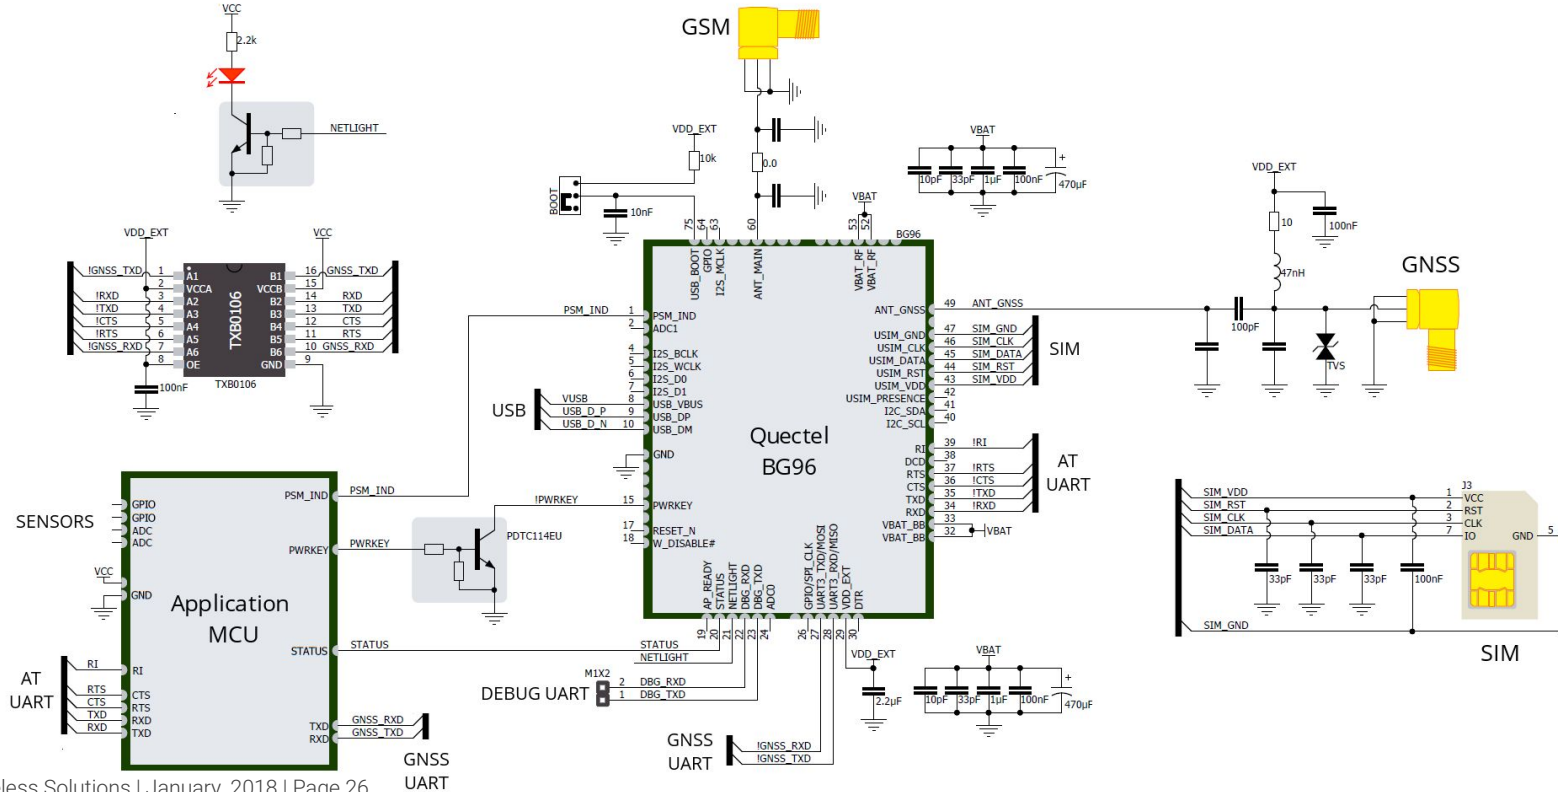 VCC
2.2k
NETLIGHT
GSM
VDD_EXT
10k
0.0
BOOT
10nF
VBAT
10pF 33pF 1µF 100nF 470µF
+
VBAT
75 64 63 60 53 52
BG96
USB_BOOT
GPIO
I2S_MCLK
ANT_MAIN
VBAT_RF
VBAT_RF
VDD_EXT
10
100nF
47nH
GNSS
100pF
TVS
VDD_EXT
VCC
!GNSS_TXD 1 A1 B1 16 GNSS_TXD
2 VCCA VCCB 15
!RXD 3 A2 B2 14 RXD
!TXD 4 A3 B3 13 TXD
!CTS 5 A4 B4 12 CTS
!RTS 6 A5 B5 11 RTS
!GNSS_RXD 7 A6 B6 10 GNSS_RXD
8 OE GND 9
TXB0106
TXB0106
100nF
PSM_IND 1 PSM_IND
2 ADC1
4 I2S_BCLK
5 I2S_WCLK
6 I2S_D0
7 I2S_D1
USB
VUSB 8 USB_VBUS
USB_D_P 9 USB_DP
USB_D_N 10 USB_DM
GND
!PWRKEY 15 PWRKEY
17 RESET_N
18 W_DISABLE#
Quectel
BG96
ANT_GNSS 49 ANT_GNSS
USIM_GND 47 SIM_GND
USIM_CLK 46 SIM_CLK
USIM_DATA 45 SIM_DATA
USIM_RST 44 SIM_RST
USIM_VDD 43 SIM_VDD
USIM_PRESENCE 42
I2C_SDA 41
I2C_SCL 40
SIM
RI 39 !RI
DCD 38
RTS 37 !RTS
CTS 36 !CTS
TXD 35 !TXD
RXD 34 !RXD
VBAT_BB 33
VBAT_BB 32
VBAT
AT
UART
AP_READY
STATUS
NETLIGHT
DBG_RXD
DBG_TXD
ADC0
GPIO/SPI_CLK
UART3_TXD/MOSI
UART3_RXD/MISO
VDD_EXT
DTR
19 20 21 22 23 24 26 27 28 29 30
SENSORS
GPIO
GPIO
ADC
ADC
VCC
GND
Application
MCU
PSM_IND PSM_IND
PWRKEY PWRKEY
PDTC114EU
STATUS STATUS
STATUS
NETLIGHT
AT
UART
RI RI
RTS CTS
CTS RTS
TXD RXD
RXD TXD
TXD GNSS_RXD
RXD GNSS_TXD
GNSS
UART
DEBUG UART
M1X2
2 DBG_RXD
1 DBG_TXD
GNSS
UART
!GNSS_RXD
!GNSS_TXD
VDD_EXT
2.2µF
VBAT
10pF 33pF 1µF 100nF 470µF
+
SIM_VDD 1 VCC
SIM_RST 2 RST
SIM_CLK 3 CLK
SIM_DATA 7 IO
J3
GND 5
33pF 33pF 33pF 100nF
SIM_GND
SIM
eless Solutions | January, 2018 | Page 26